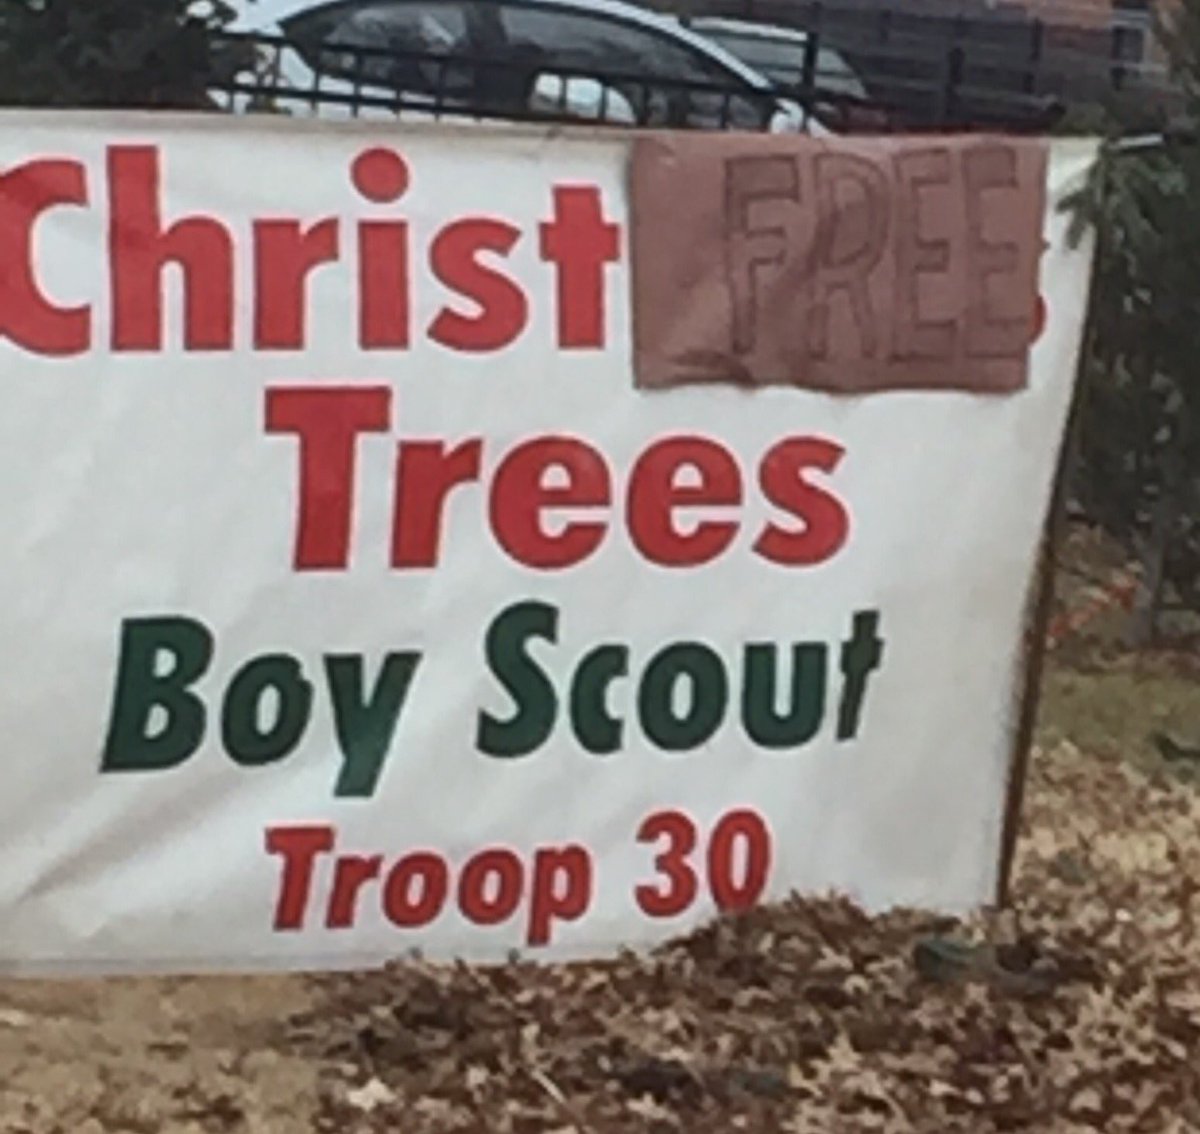 Christ FREE s
Trees
Boy Scout
Troop 30